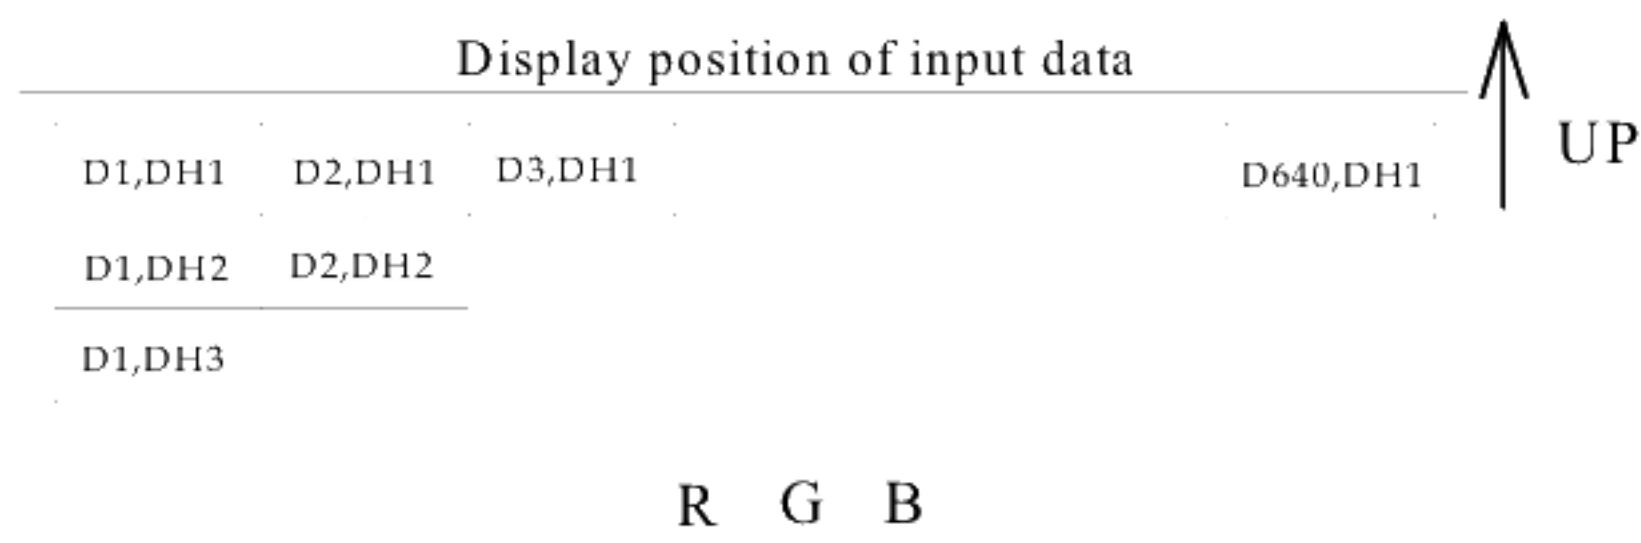 Display position of input data
UP
D1,DH1 D2,DH1 D3,DH1 D640,DH1
D1,DH2 D2,DH2
D1,DH3
R G B